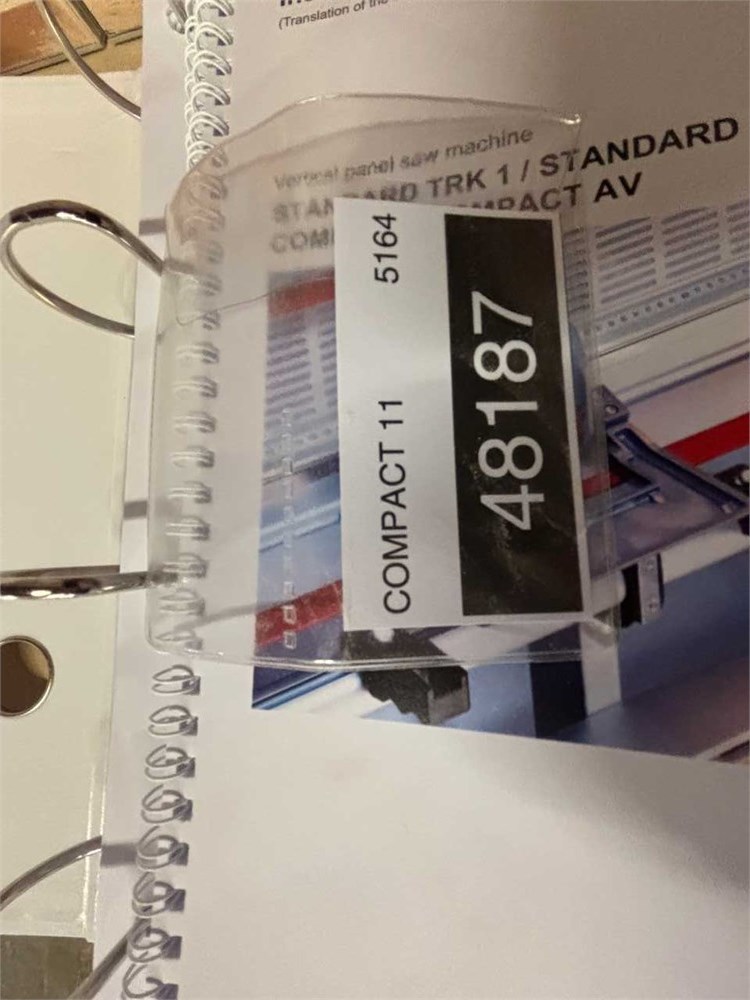 (Translation of the
Vertical panel saw machine
STANDARD TRK 1 / STANDARD
COMPACT AV
COMPACT 11 5164
48187